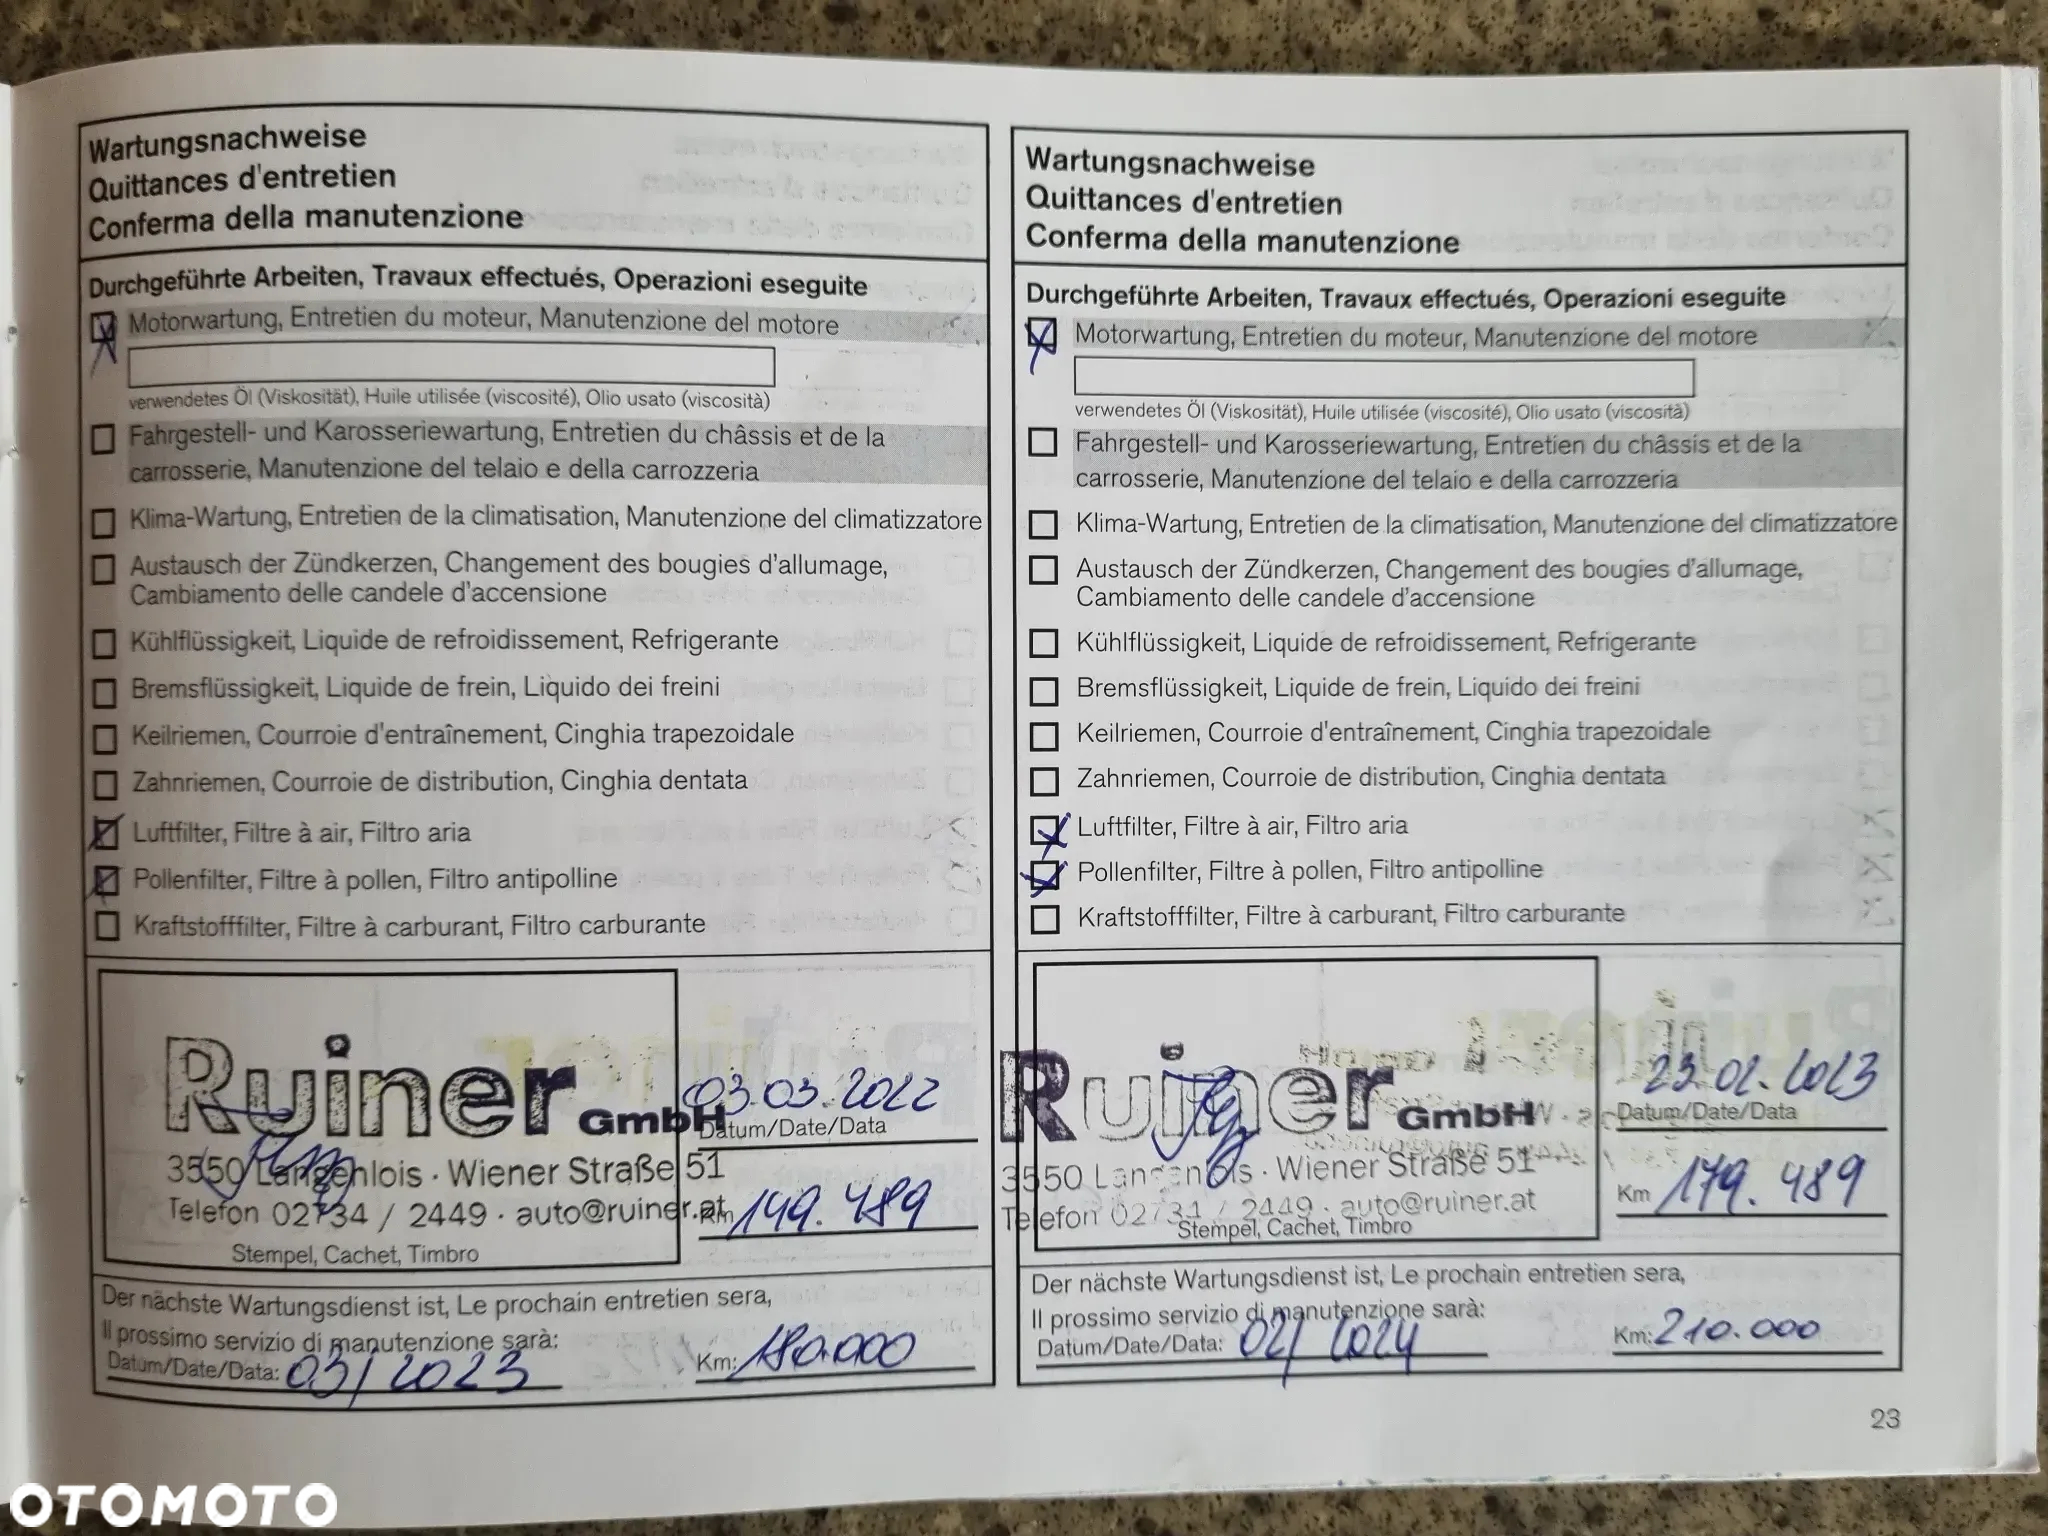 Wartungsnachweise
Quittances d'entretien
Conferma della manutenzione
Durchgeführte Arbeiten, Travaux effectués, Operazioni eseguite
Motorwartung, Entretien du moteur, Manutenzione del motore
verwendetes Öl (Viskosität), Huile utilisée (viscosité), Olio usato (viscosità)
Fahrgestell- und Karosseriewartung, Entretien du châssis et de la
carrosserie, Manutenzione del telaio e della carrozzeria
Klima-Wartung, Entretien de la climatisation, Manutenzione del climatizzatore
Austausch der Zündkerzen, Changement des bougies d'allumage,
Cambiamento delle candele d'accensione
Kühlflüssigkeit, Liquide de refroidissement, Refrigerante
Bremsflüssigkeit, Liquide de frein, Liquido dei freini
Keilriemen, Courroie d'entraînement, Cinghia trapezoidale
Zahnriemen, Courroie de distribution, Cinghia dentata
Luftfilter, Filtre à air, Filtro aria
Pollenfilter, Filtre à pollen, Filtro antipolline
Kraftstofffilter, Filtre à carburant, Filtro carburante
Ruiner GmbH
3550 Langenlois · Wiener Straße 51
Telefon 02734 / 2449 · auto@ruiner.at
Stempel, Cachet, Timbro
03.03.2022
Datum/Date/Data
Km 149.489
Der nächste Wartungsdienst ist, Le prochain entretien sera,
Il prossimo servizio di manutenzione sarà:
Datum/Date/Data: 03/2023 Km: 180.000
Wartungsnachweise
Quittances d'entretien
Conferma della manutenzione
Durchgeführte Arbeiten, Travaux effectués, Operazioni eseguite
Motorwartung, Entretien du moteur, Manutenzione del motore
verwendetes Öl (Viskosität), Huile utilisée (viscosité), Olio usato (viscosità)
Fahrgestell- und Karosseriewartung, Entretien du châssis et de la
carrosserie, Manutenzione del telaio e della carrozzeria
Klima-Wartung, Entretien de la climatisation, Manutenzione del climatizzatore
Austausch der Zündkerzen, Changement des bougies d'allumage,
Cambiamento delle candele d'accensione
Kühlflüssigkeit, Liquide de refroidissement, Refrigerante
Bremsflüssigkeit, Liquide de frein, Liquido dei freini
Keilriemen, Courroie d'entraînement, Cinghia trapezoidale
Zahnriemen, Courroie de distribution, Cinghia dentata
Luftfilter, Filtre à air, Filtro aria
Pollenfilter, Filtre à pollen, Filtro antipolline
Kraftstofffilter, Filtre à carburant, Filtro carburante
Ruiner GmbH
3550 Langenlois · Wiener Straße 51
Telefon 02734 / 2449 · auto@ruiner.at
Stempel, Cachet, Timbro
23.02.2023
Datum/Date/Data
Km 179.489
Der nächste Wartungsdienst ist, Le prochain entretien sera,
Il prossimo servizio di manutenzione sarà:
Datum/Date/Data: 02/2024 Km: 210.000
23
OTOMOTO